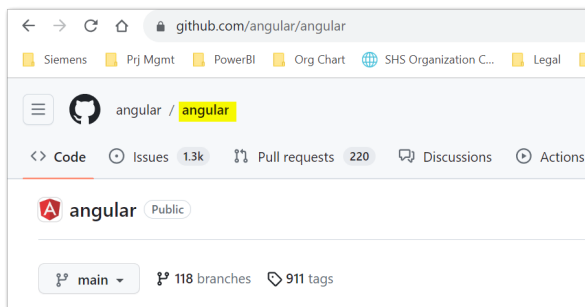 github.com/angular/angular
Siemens Prj Mgmt PowerBI Org Chart SHS Organization C... Legal
angular / angular
Code Issues 1.3k Pull requests 220 Discussions Actions
angular Public
main 118 branches 911 tags